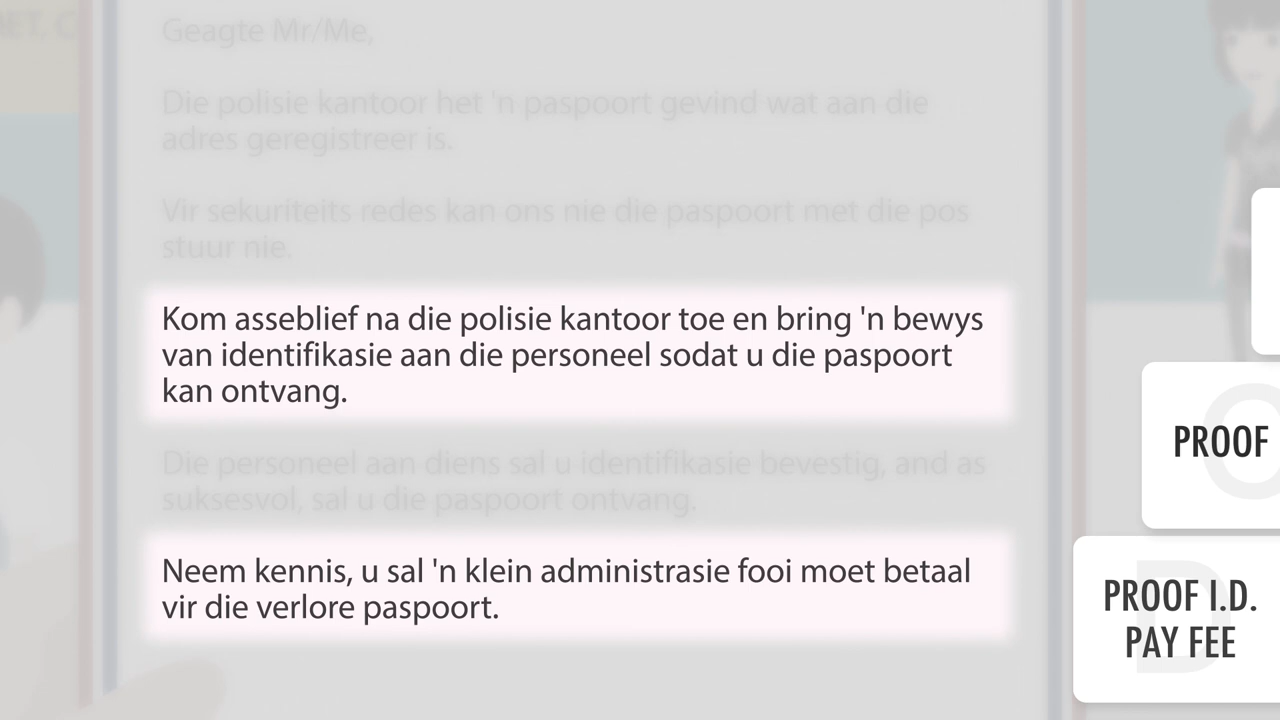 Geagte Mr/Me,
Die polisie kantoor het 'n paspoort gevind wat aan die
adres geregistreer is.
Vir sekuriteits redes kan ons nie die paspoort met die pos
stuur nie.
Kom asseblief na die polisie kantoor toe en bring 'n bewys
van identifikasie aan die personeel sodat u die paspoort
kan ontvang.
Die personeel aan diens sal u identifikasie bevestig, and as
suksesvol, sal u die paspoort ontvang.
Neem kennis, u sal 'n klein administrasie fooi moet betaal
vir die verlore paspoort.
PROOF
PROOF I.D.
PAY FEE
D